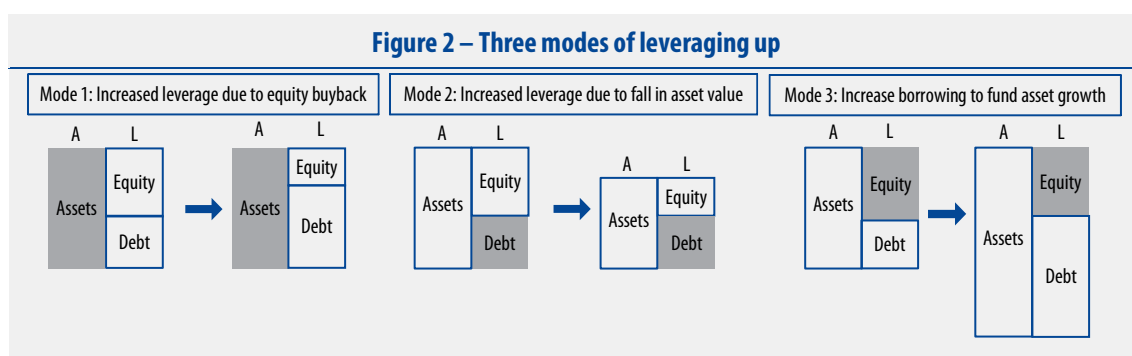 Figure 2 – Three modes of leveraging up
Mode 1: Increased leverage due to equity buyback
A L
Assets
Equity
Debt
A L
Assets
Equity
Debt
Mode 2: Increased leverage due to fall in asset value
A L
Assets
Equity
Debt
A L
Assets
Equity
Debt
Mode 3: Increase borrowing to fund asset growth
A L
Assets
Equity
Debt
A L
Assets
Equity
Debt